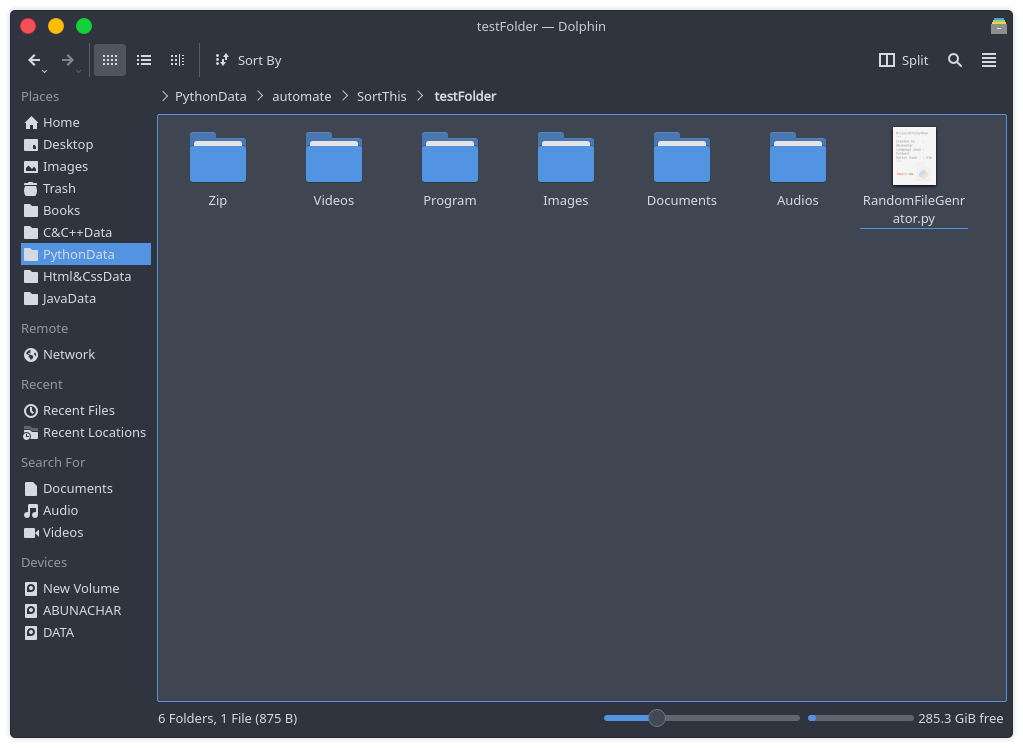 testFolder — Dolphin
Sort By
Split
Places
PythonData
automate
SortThis
testFolder
Home
Desktop
Images
Trash
Books
C&C++Data
PythonData
Html&CssData
JavaData
Remote
Network
Recent
Recent Files
Recent Locations
Search For
Documents
Audio
Videos
Devices
New Volume
ABUNACHAR
DATA
Zip
Videos
Program
Images
Documents
Audios
RandomFileGenr
ator.py
6 Folders, 1 File (875 B)
285.3 GiB free